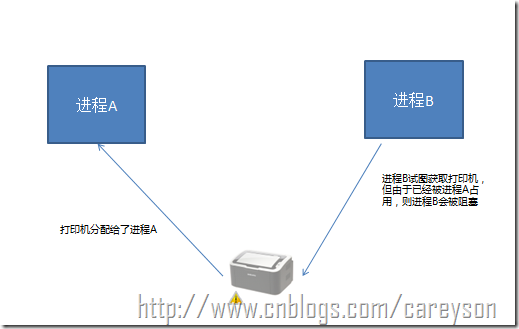 进程A
进程B
进程B试图获取打印机，
但由于已经被进程A占
用，则进程B会被阻塞
打印机分配给了进程A
http://www.cnblogs.com/careyson